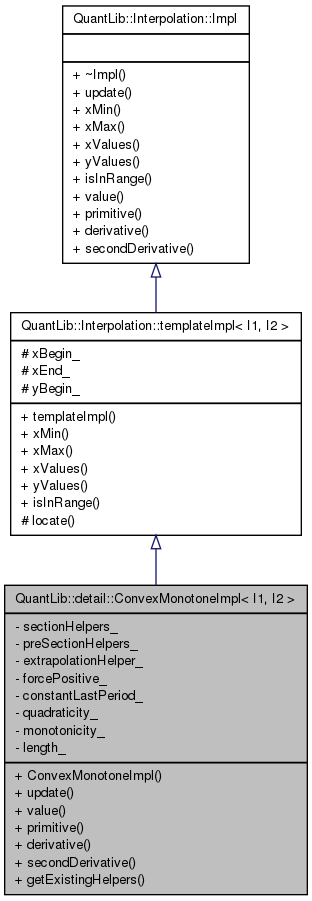 QuantLib::Interpolation::Impl
+ ~Impl()
+ update()
+ xMin()
+ xMax()
+ xValues()
+ yValues()
+ isInRange()
+ value()
+ primitive()
+ derivative()
+ secondDerivative()
QuantLib::Interpolation::templateImpl< I1, I2 >
# xBegin_
# xEnd_
# yBegin_
+ templateImpl()
+ xMin()
+ xMax()
+ xValues()
+ yValues()
+ isInRange()
# locate()
QuantLib::detail::ConvexMonotoneImpl< I1, I2 >
- sectionHelpers_
- preSectionHelpers_
- extrapolationHelper_
- forcePositive_
- constantLastPeriod_
- quadraticity_
- monotonicity_
- length_
+ ConvexMonotoneImpl()
+ update()
+ value()
+ primitive()
+ derivative()
+ secondDerivative()
+ getExistingHelpers()